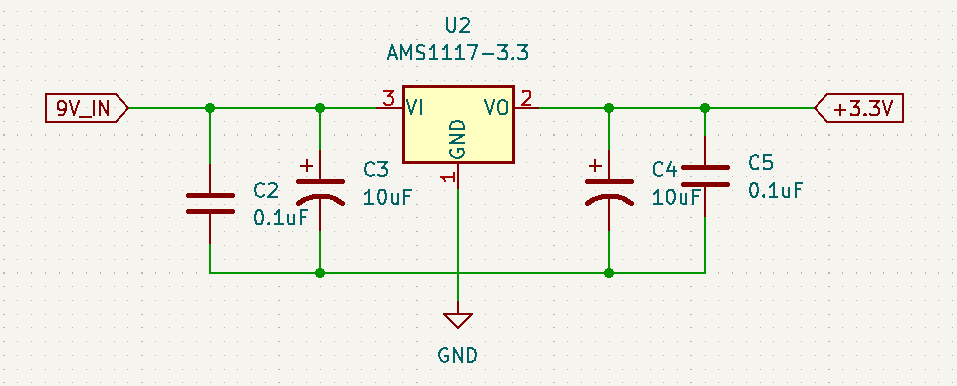 U2
AMS1117-3.3
9V_IN
3
VI
VO
2
+3.3V
GND
1
+
C3
10uF
+
C4
10uF
C5
0.1uF
C2
0.1uF
GND